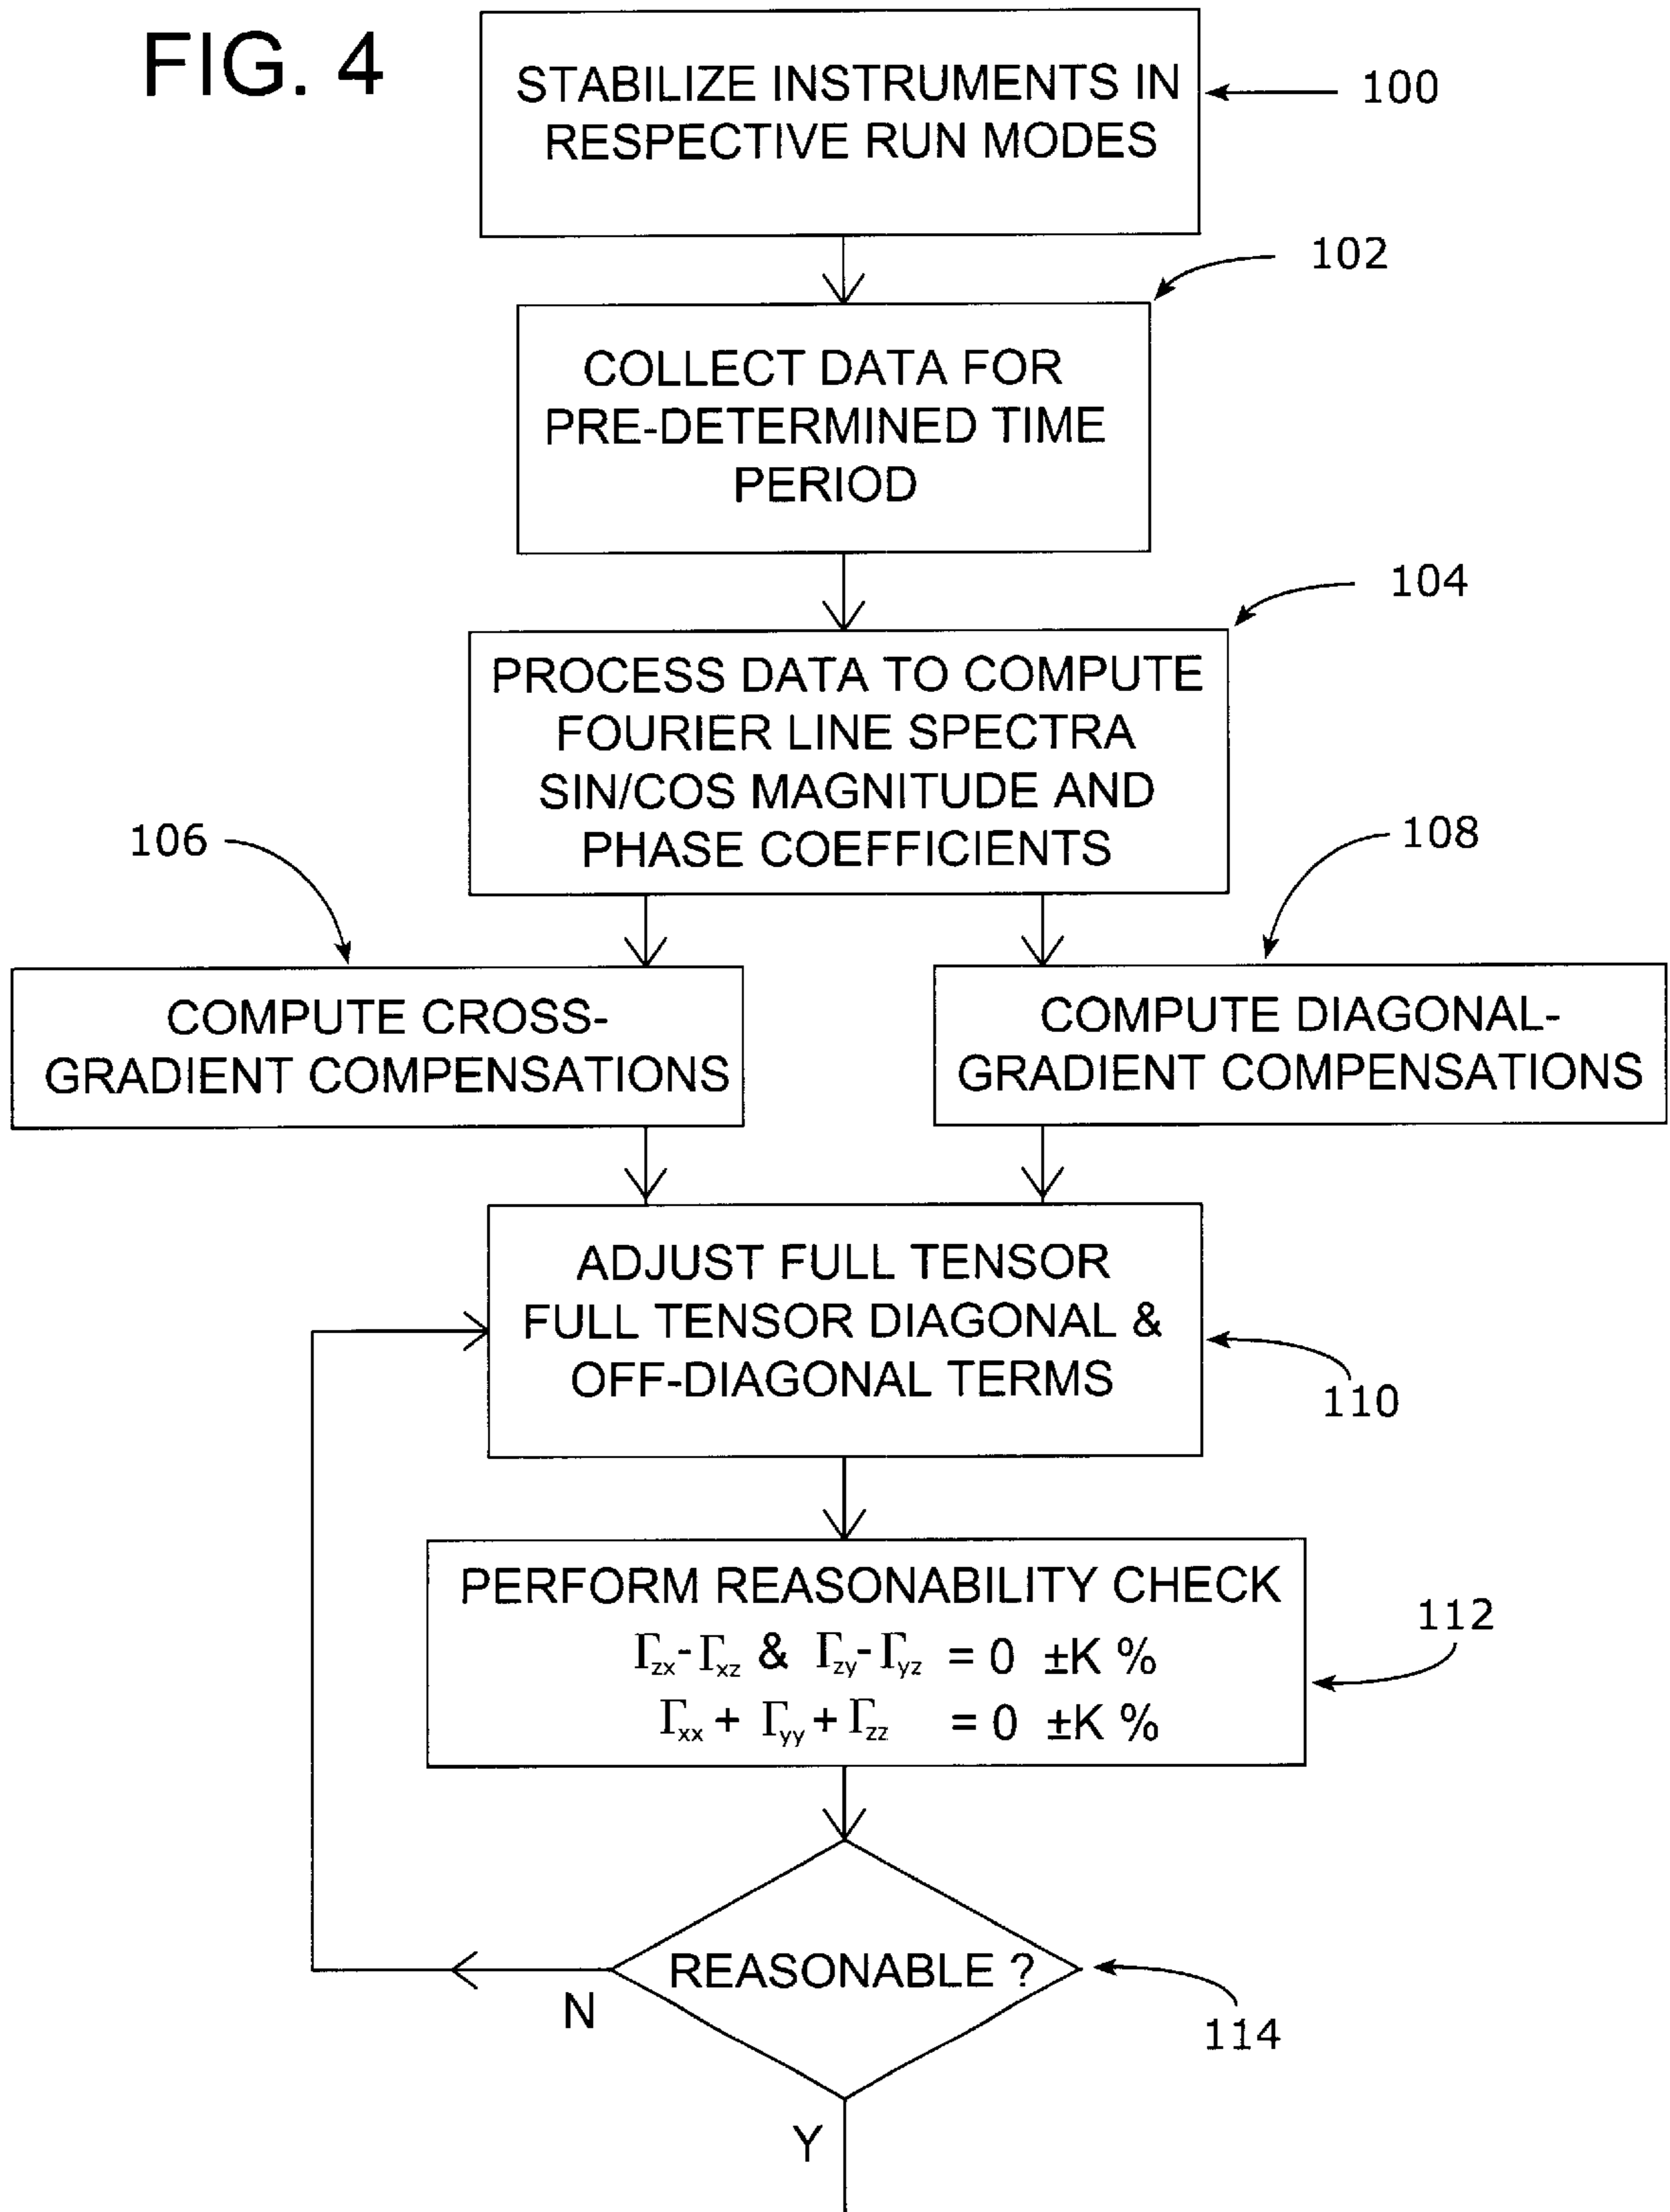 FIG. 4
STABILIZE INSTRUMENTS IN
RESPECTIVE RUN MODES
100
102
COLLECT DATA FOR
PRE-DETERMINED TIME
PERIOD
104
PROCESS DATA TO COMPUTE
FOURIER LINE SPECTRA
SIN/COS MAGNITUDE AND
PHASE COEFFICIENTS
106
108
COMPUTE CROSS-
GRADIENT COMPENSATIONS
COMPUTE DIAGONAL-
GRADIENT COMPENSATIONS
ADJUST FULL TENSOR
FULL TENSOR DIAGONAL &
OFF-DIAGONAL TERMS
110
PERFORM REASONABILITY CHECK
Γzx-Γxz & Γzy-Γyz = 0 ±K %
Γxx + Γyy + Γzz = 0 ±K %
112
REASONABLE ?
N
114
Y